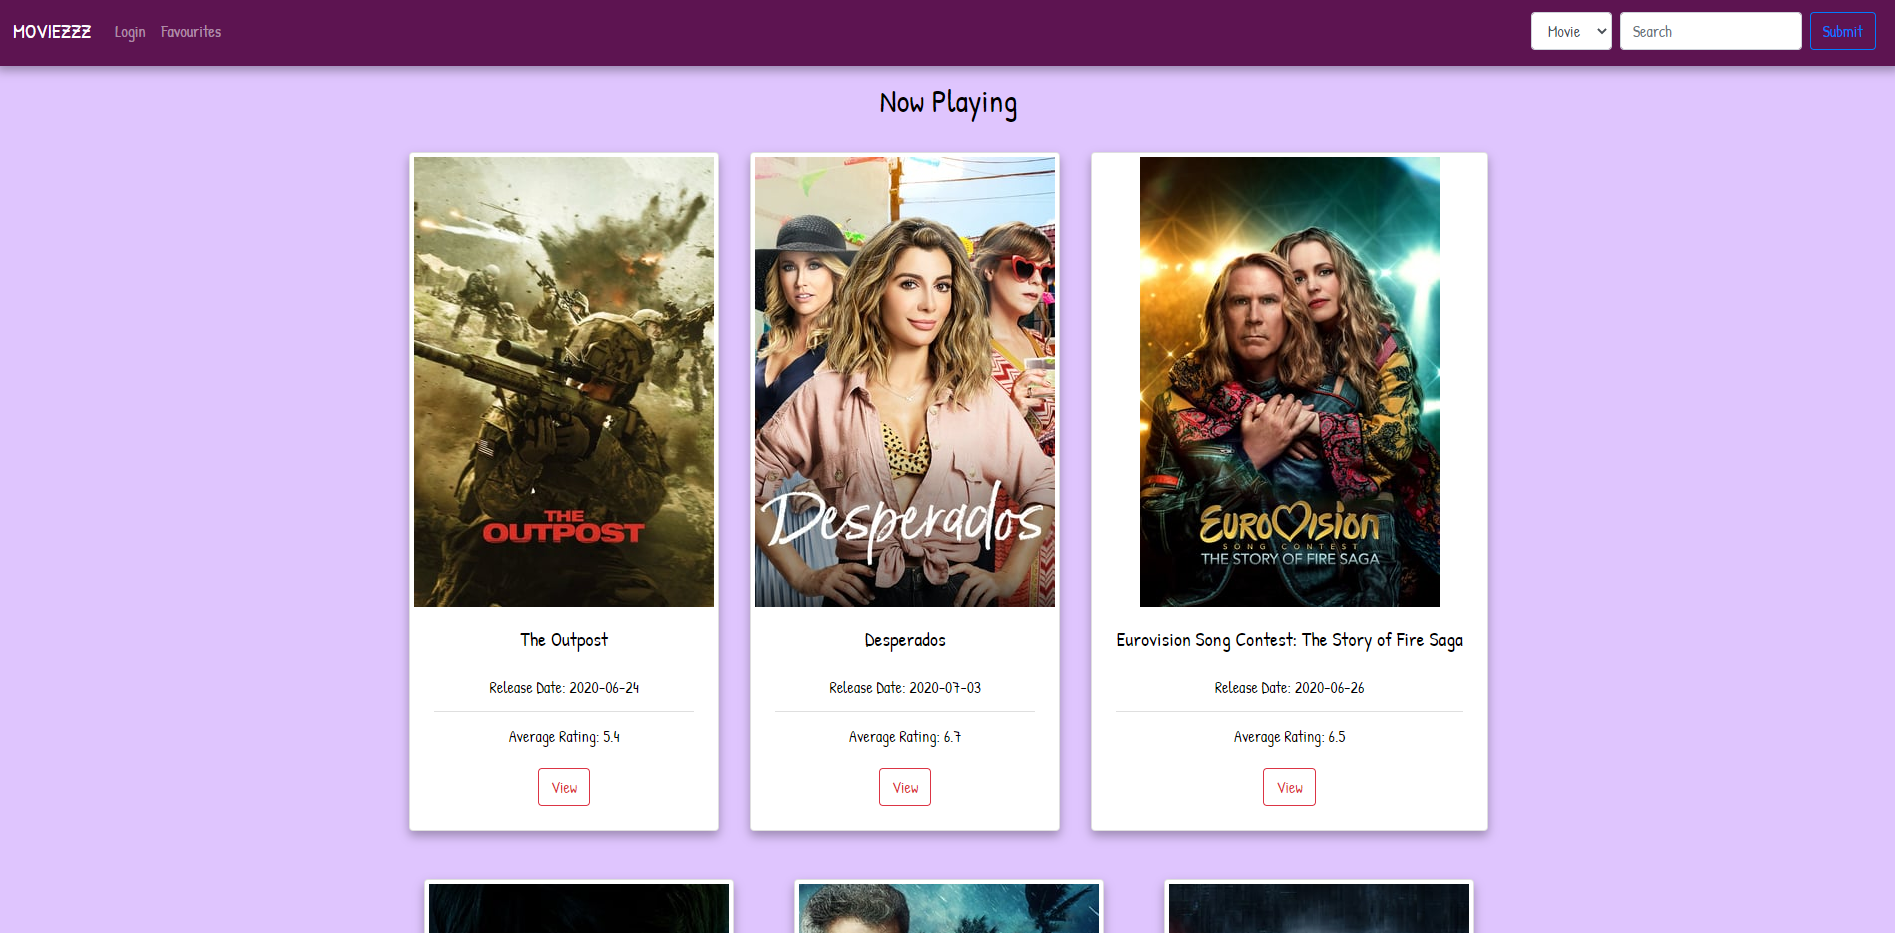 MOVIEZZZ Login Favourites Movie Search Submit
Now Playing
THE
OUTPOST
Desperados
EUROVISION
SONG CONTEST
THE STORY OF FIRE SAGA
The Outpost
Release Date: 2020-06-24
Average Rating: 5.4
View
Desperados
Release Date: 2020-07-03
Average Rating: 6.7
View
Eurovision Song Contest: The Story of Fire Saga
Release Date: 2020-06-26
Average Rating: 6.5
View